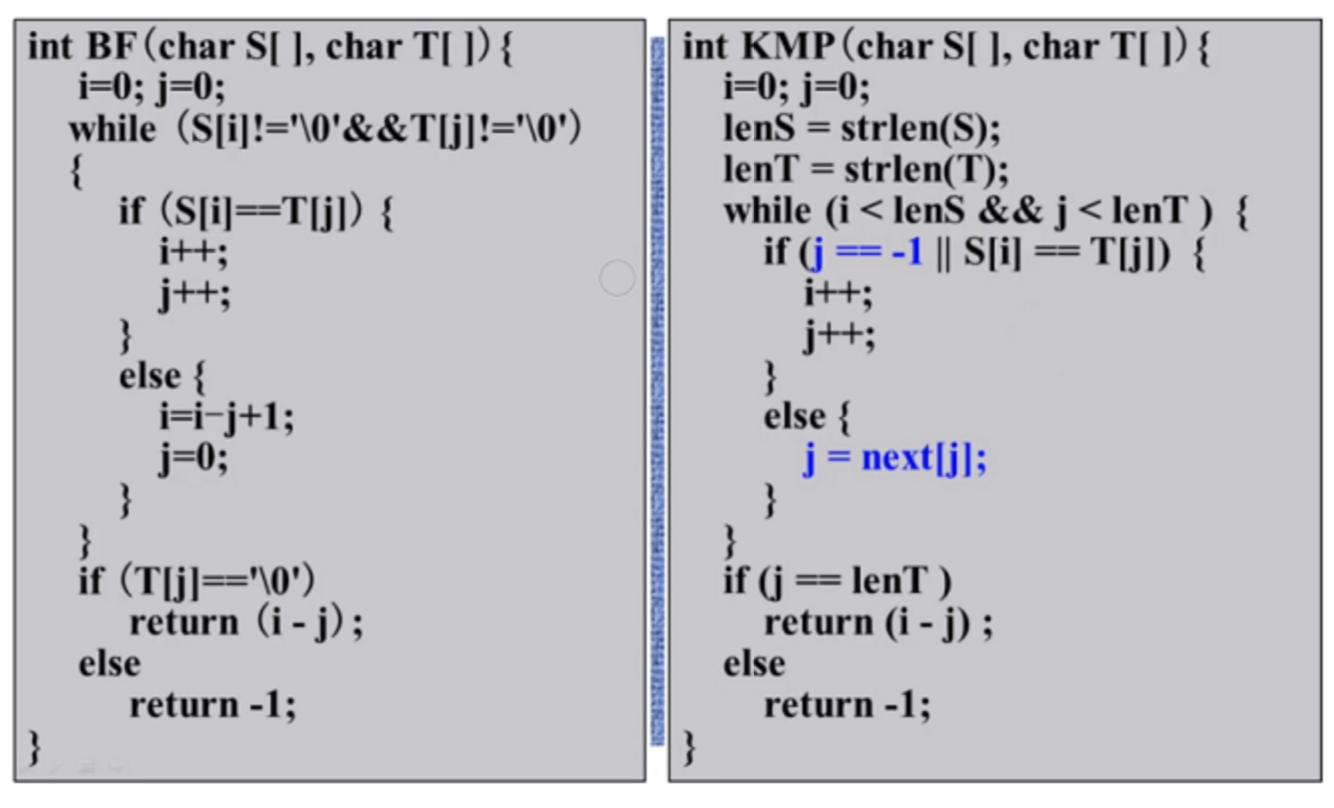 int BF(char S[ ], char T[ ]){
i=0; j=0;
while (S[i]!='\0'&&T[j]!='\0')
{
if (S[i]==T[j]) {
i++;
j++;
}
else {
i=i-j+1;
j=0;
}
}
if (T[j]=='\0')
return (i - j);
else
return -1;
}
int KMP(char S[ ], char T[ ]){
i=0; j=0;
lenS = strlen(S);
lenT = strlen(T);
while (i < lenS && j < lenT ) {
if (j == -1 || S[i] == T[j]) {
i++;
j++;
}
else {
j = next[j];
}
}
if (j == lenT )
return (i - j) ;
else
return -1;
}